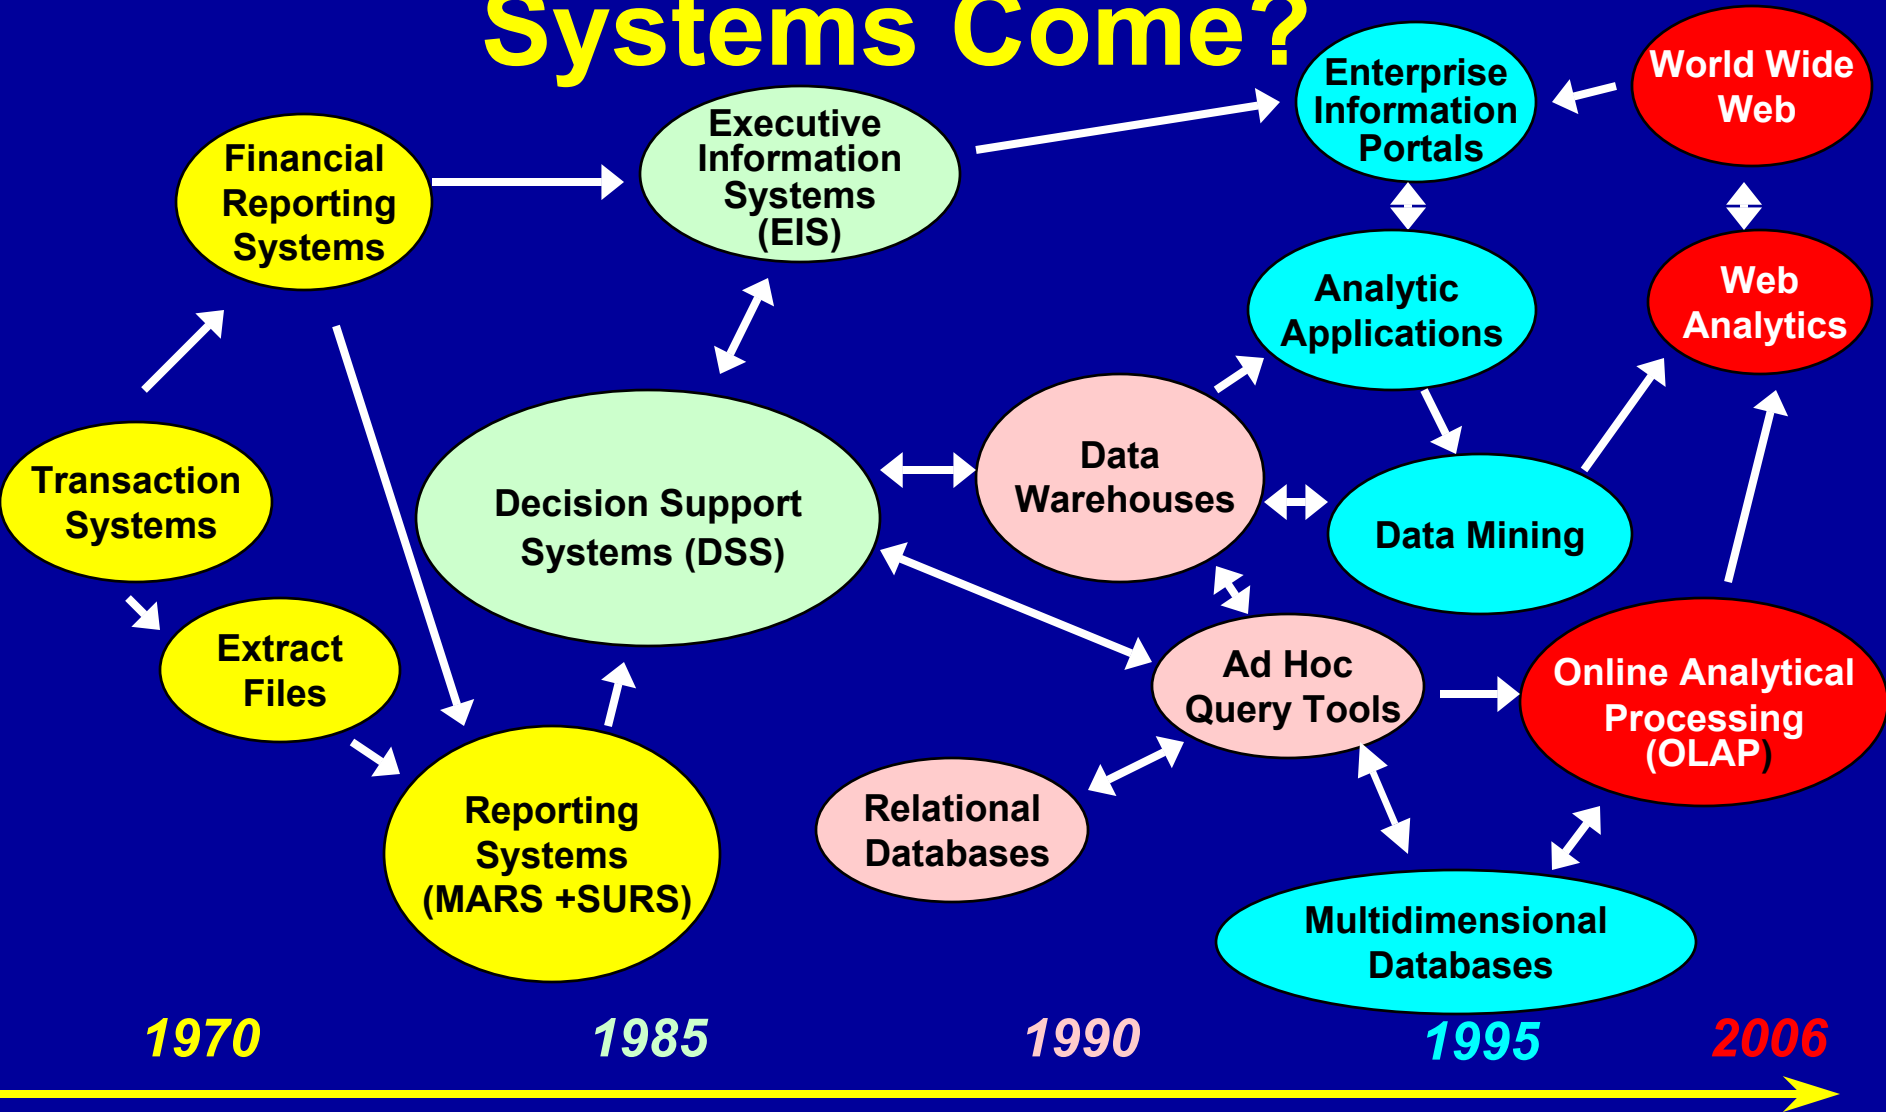 Systems Come?
Enterprise
Information
Portals
World Wide
Web
Executive
Information
Systems
(EIS)
Financial
Reporting
Systems
Analytic
Applications
Web
Analytics
Transaction
Systems
Decision Support
Systems (DSS)
Data
Warehouses
Data Mining
Extract
Files
Ad Hoc
Query Tools
Online Analytical
Processing
(OLAP)
Reporting
Systems
(MARS +SURS)
Relational
Databases
Multidimensional
Databases
1970
1985
1990
1995
2006